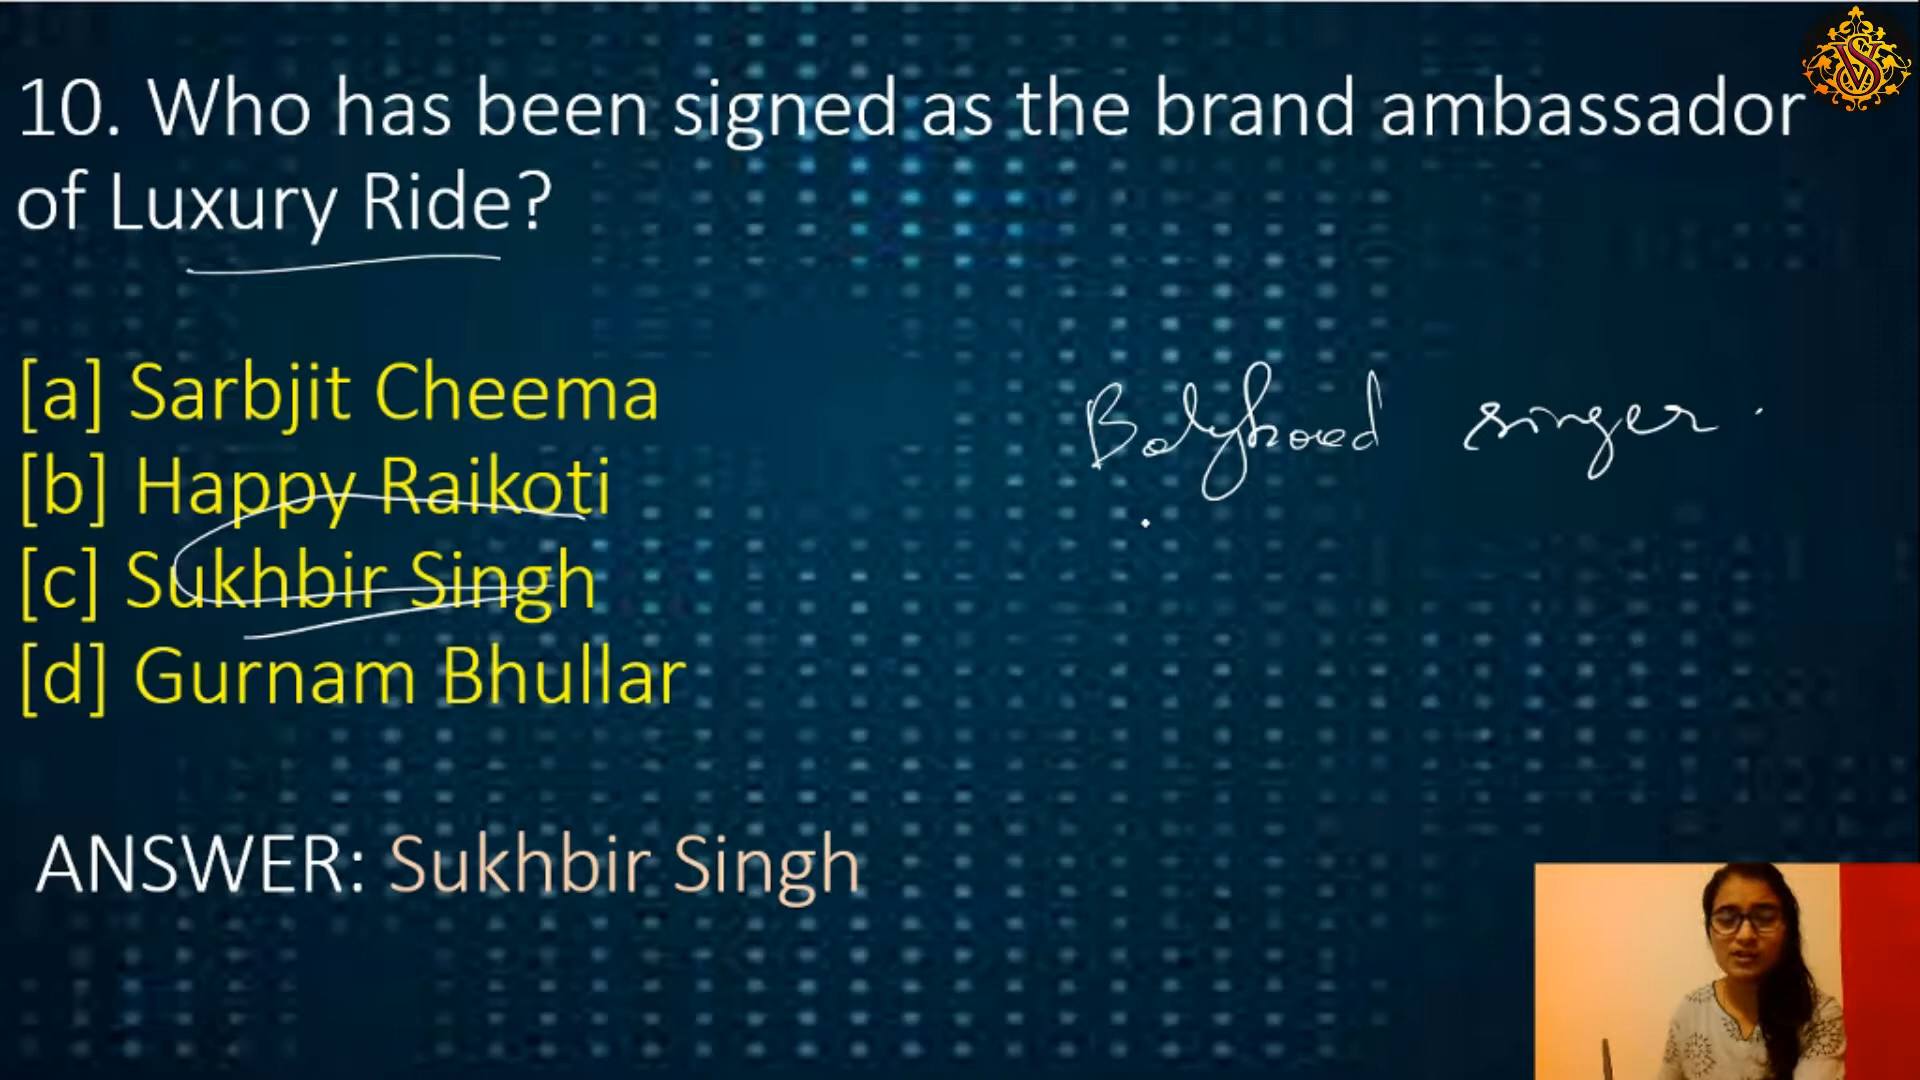 10. Who has been signed as the brand ambassador
of Luxury Ride?
[a] Sarbjit Cheema
[b] Happy Raikoti
[c] Sukhbir Singh
[d] Gurnam Bhullar
singer.
ANSWER: Sukhbir Singh